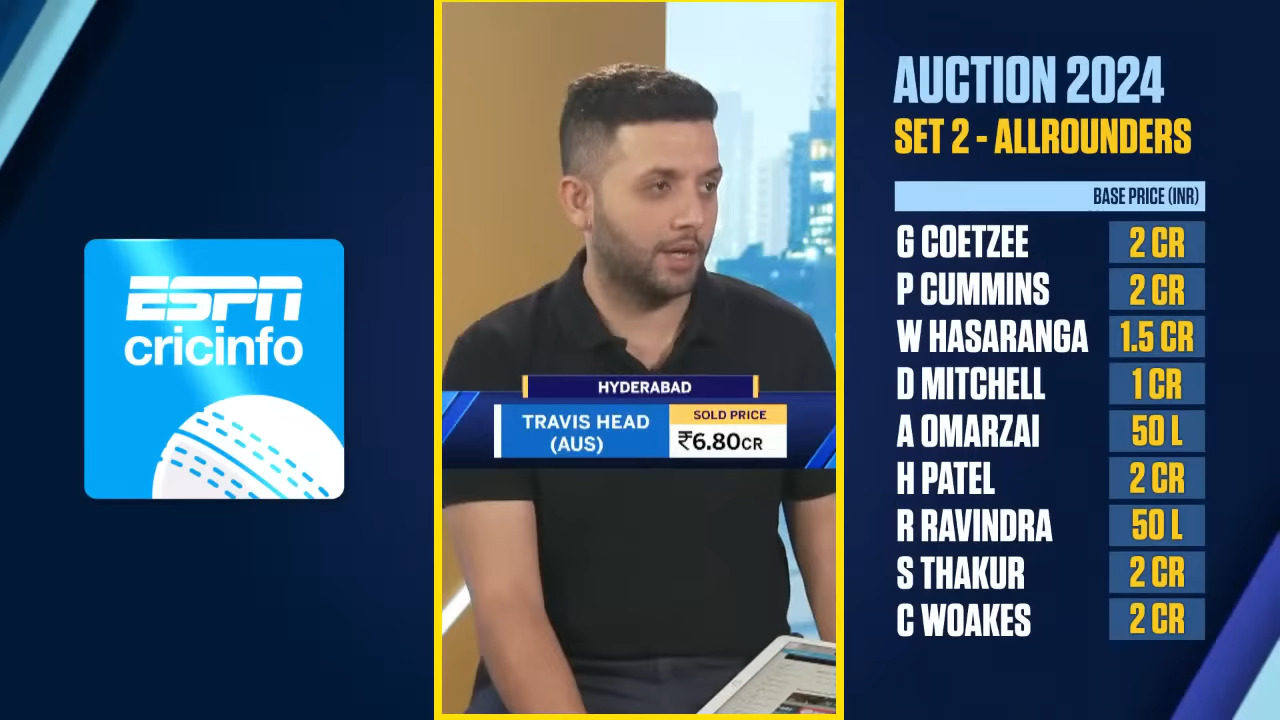 ESPN
cricinfo
HYDERABAD
TRAVIS HEAD
(AUS)
SOLD PRICE
₹6.80CR
AUCTION 2024
SET 2 - ALLROUNDERS
BASE PRICE (INR)
G COETZEE 2 CR
P CUMMINS 2 CR
W HASARANGA 1.5 CR
D MITCHELL 1 CR
A OMARZAI 50 L
H PATEL 2 CR
R RAVINDRA 50 L
S THAKUR 2 CR
C WOAKES 2 CR